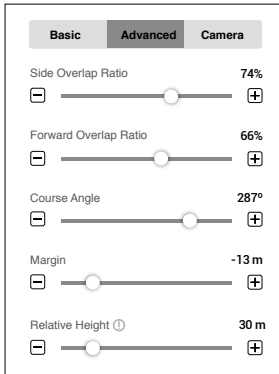 Basic Advanced Camera
Side Overlap Ratio 74%
Forward Overlap Ratio 66%
Course Angle 287º
Margin -13 m
Relative Height 30 m